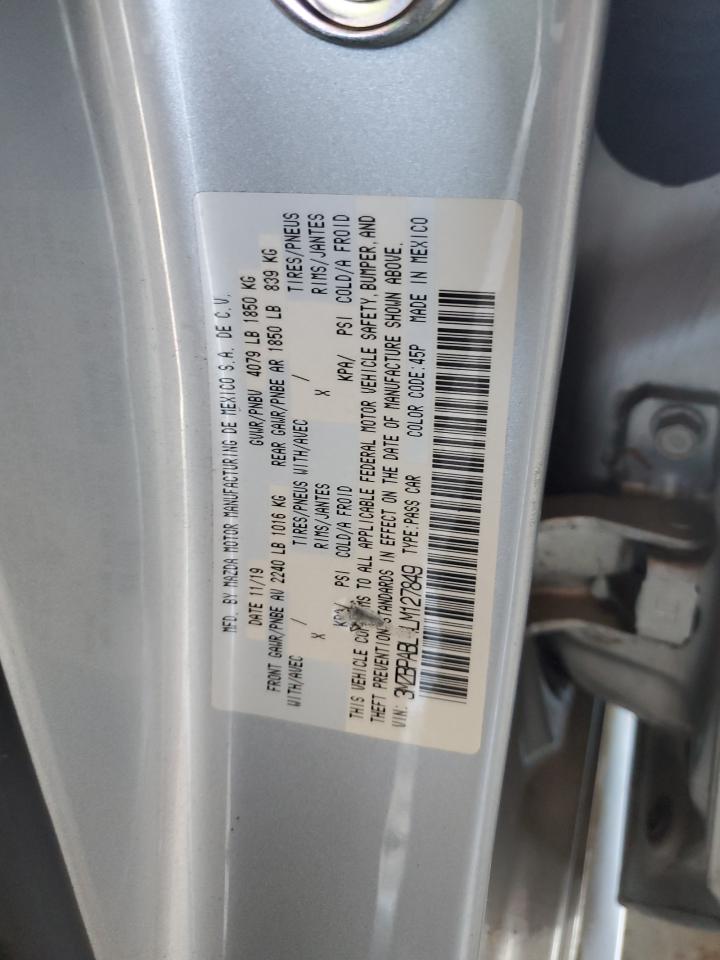 MFD. BY MAZDA MOTOR MANUFACTURING DE MEXICO S.A. DE C.V.
DATE 11/19 GVWR/PNBV 4079 LB 1850 KG
FRONT GAWR/PNBE AV 2240 LB 1016 KG REAR GAWR/PNBE AR 1850 LB 839 KG
WITH/AVEC / TIRES/PNEUS WITH/AVEC / TIRES/PNEUS
X RIMS/JANTES X RIMS/JANTES
/ PSI COLD/A FROID KPA/ PSI COLD/A FROID
THIS VEHICLE TO ALL APPLICABLE FEDERAL MOTOR VEHICLE SAFETY, BUMPER, AND
THEFT PREVENTION STANDARDS IN EFFECT ON THE DATE OF MANUFACTURE SHOWN ABOVE.
VIN: TYPE:PASS CAR COLOR CODE:45P MADE IN MEXICO